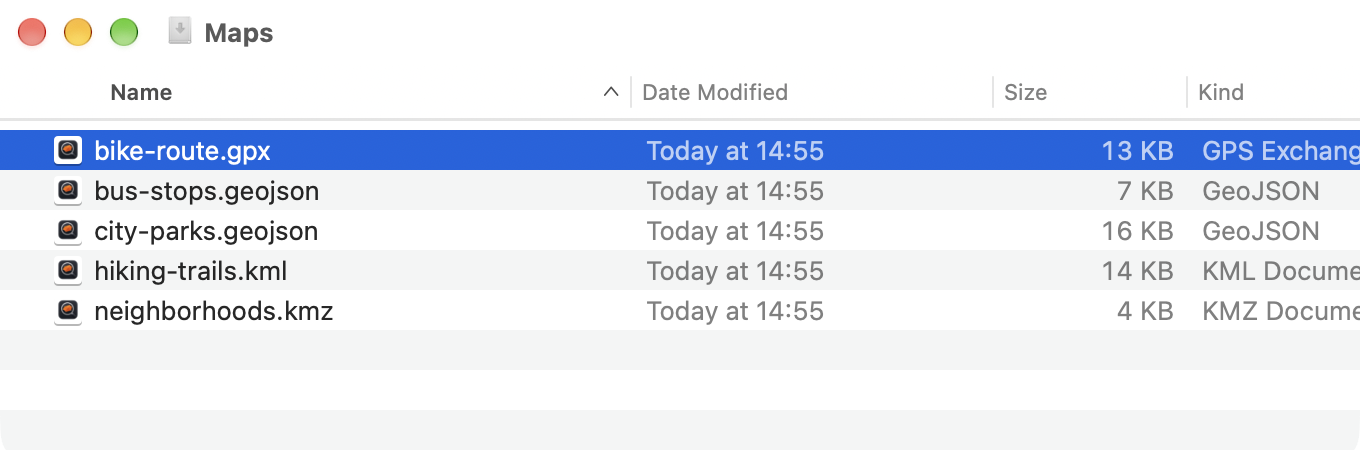 Maps
Name Date Modified Size Kind
bike-route.gpx Today at 14:55 13 KB GPS Exchang
bus-stops.geojson Today at 14:55 7 KB GeoJSON
city-parks.geojson Today at 14:55 16 KB GeoJSON
hiking-trails.kml Today at 14:55 14 KB KML Docume
neighborhoods.kmz Today at 14:55 4 KB KMZ Docume